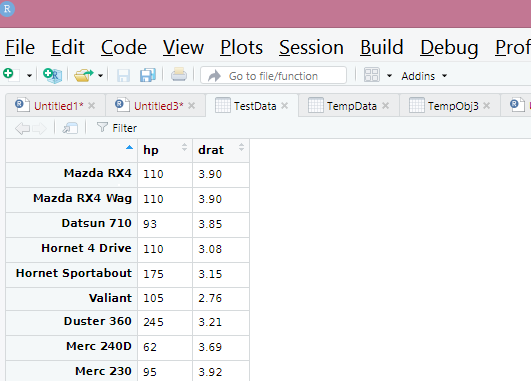 R
File Edit Code View Plots Session Build Debug Prof
Go to file/function Addins
Untitled1* Untitled3* TestData TempData TempObj3
Filter
hp drat
Mazda RX4 110 3.90
Mazda RX4 Wag 110 3.90
Datsun 710 93 3.85
Hornet 4 Drive 110 3.08
Hornet Sportabout 175 3.15
Valiant 105 2.76
Duster 360 245 3.21
Merc 240D 62 3.69
Merc 230 95 3.92